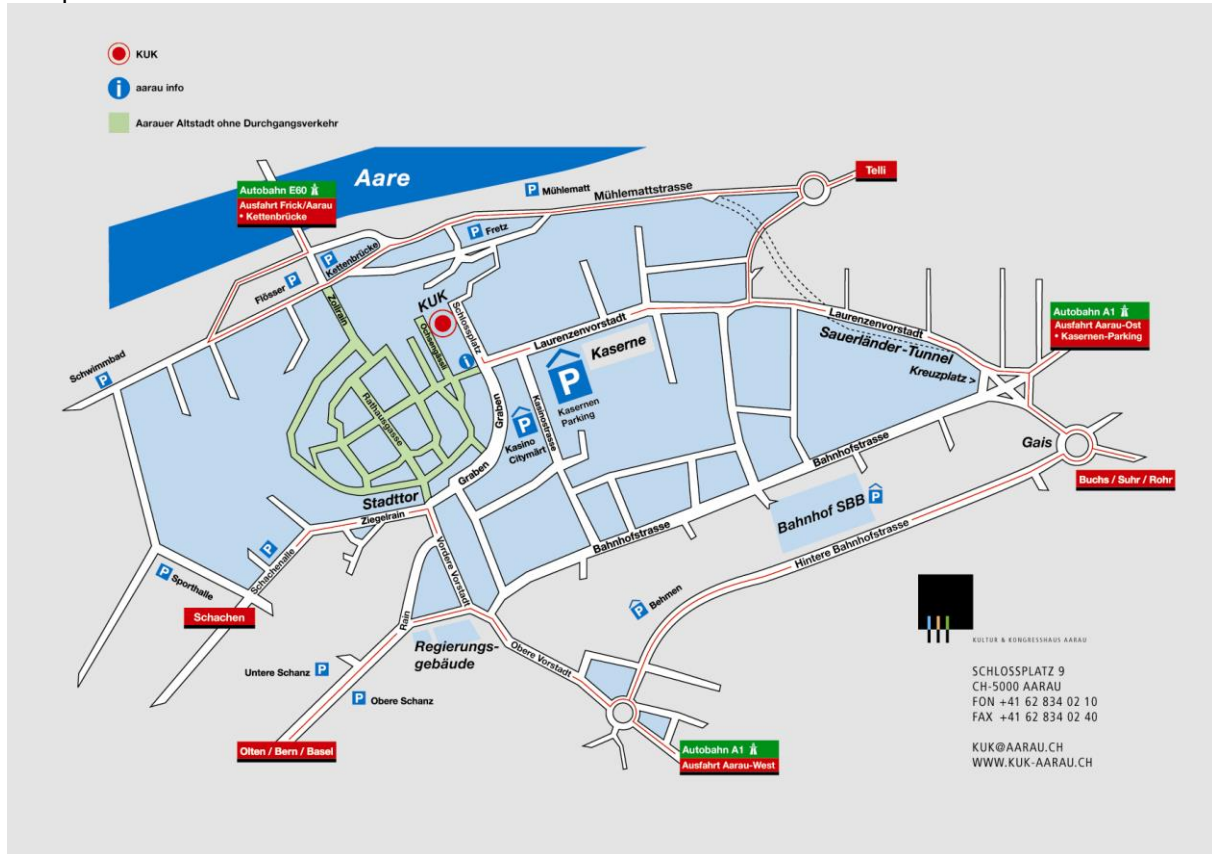 KUK
i
aarau info
Aarauer Altstadt ohne Durchgangsverkehr
Aare
Autobahn E60
Ausfahrt Frick/Aarau
• Kettenbrücke
P
Mühlematt
Mühlemattstrasse
Telli
P
Fretz
P
Kettenbrücke
Flösser
P
Zollrain
KUK
Schlossplatz
Ochsengässli
i
Laurenzenvorstadt
Kaserne
P
Kasernen
Parking
Laurenzenvorstadt
Sauerländer-Tunnel
Kreuzplatz >
Autobahn A1
Ausfahrt Aarau-Ost
• Kasernen-Parking
Schwimmbad
P
Rathausgasse
Graben
P
Kasino
Citymärt
Kasinostrasse
Graben
Stadttor
Ziegelrain
Bahnhofstrasse
Gais
Buchs / Suhr / Rohr
Bahnhof SBB
P
Bahnhofstrasse
Hintere Bahnhofstrasse
Vordere Vorstadt
P
Schachenalle
P
Sporthalle
Schachen
P
Behmen
Rain
Regierungs-
gebäude
Obere Vorstadt
Untere Schanz
P
P
Obere Schanz
Olten / Bern / Basel
Autobahn A1
Ausfahrt Aarau-West
KULTUR & KONGRESSHAUS AARAU
SCHLOSSPLATZ 9
CH-5000 AARAU
FON +41 62 834 02 10
FAX +41 62 834 02 40
KUK@AARAU.CH
WWW.KUK-AARAU.CH